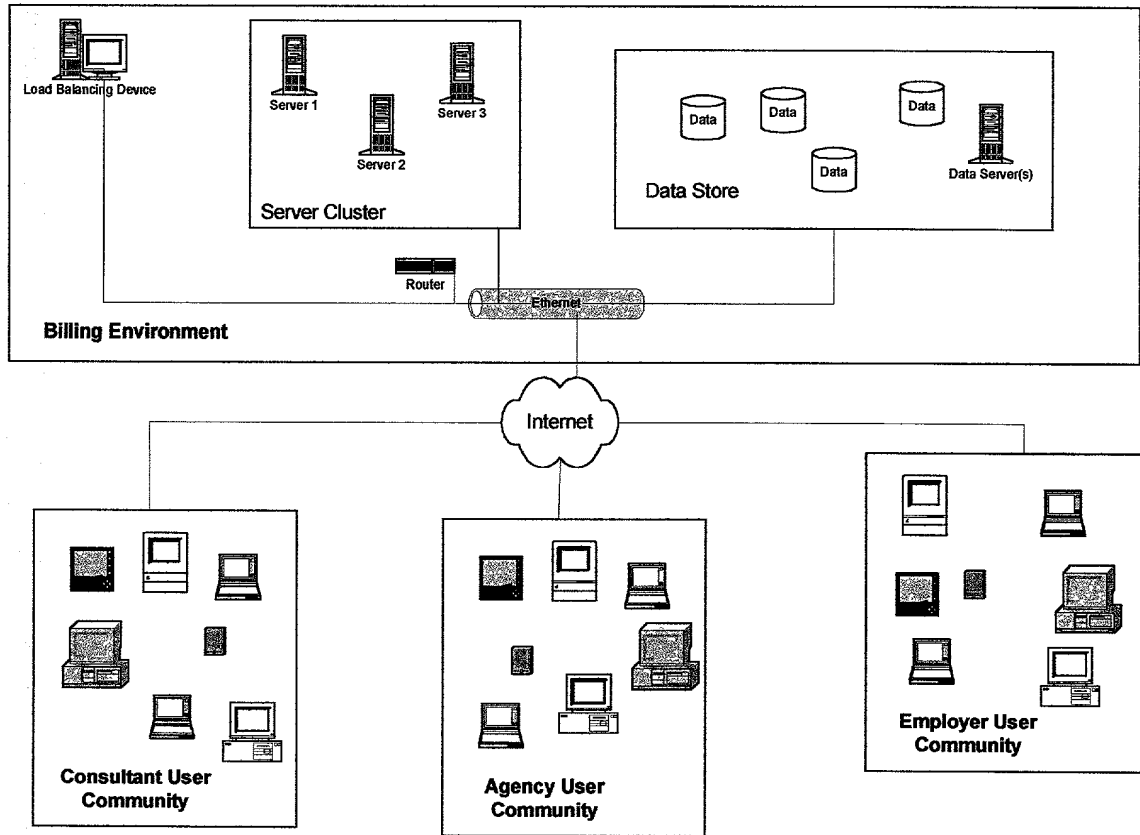 Load Balancing Device
Server 1
Server 2
Server 3
Server Cluster
Data
Data
Data
Data
Data Server(s)
Data Store
Router
Ethernet
Billing Environment
Internet
Consultant User
Community
Agency User
Community
Employer User
Community